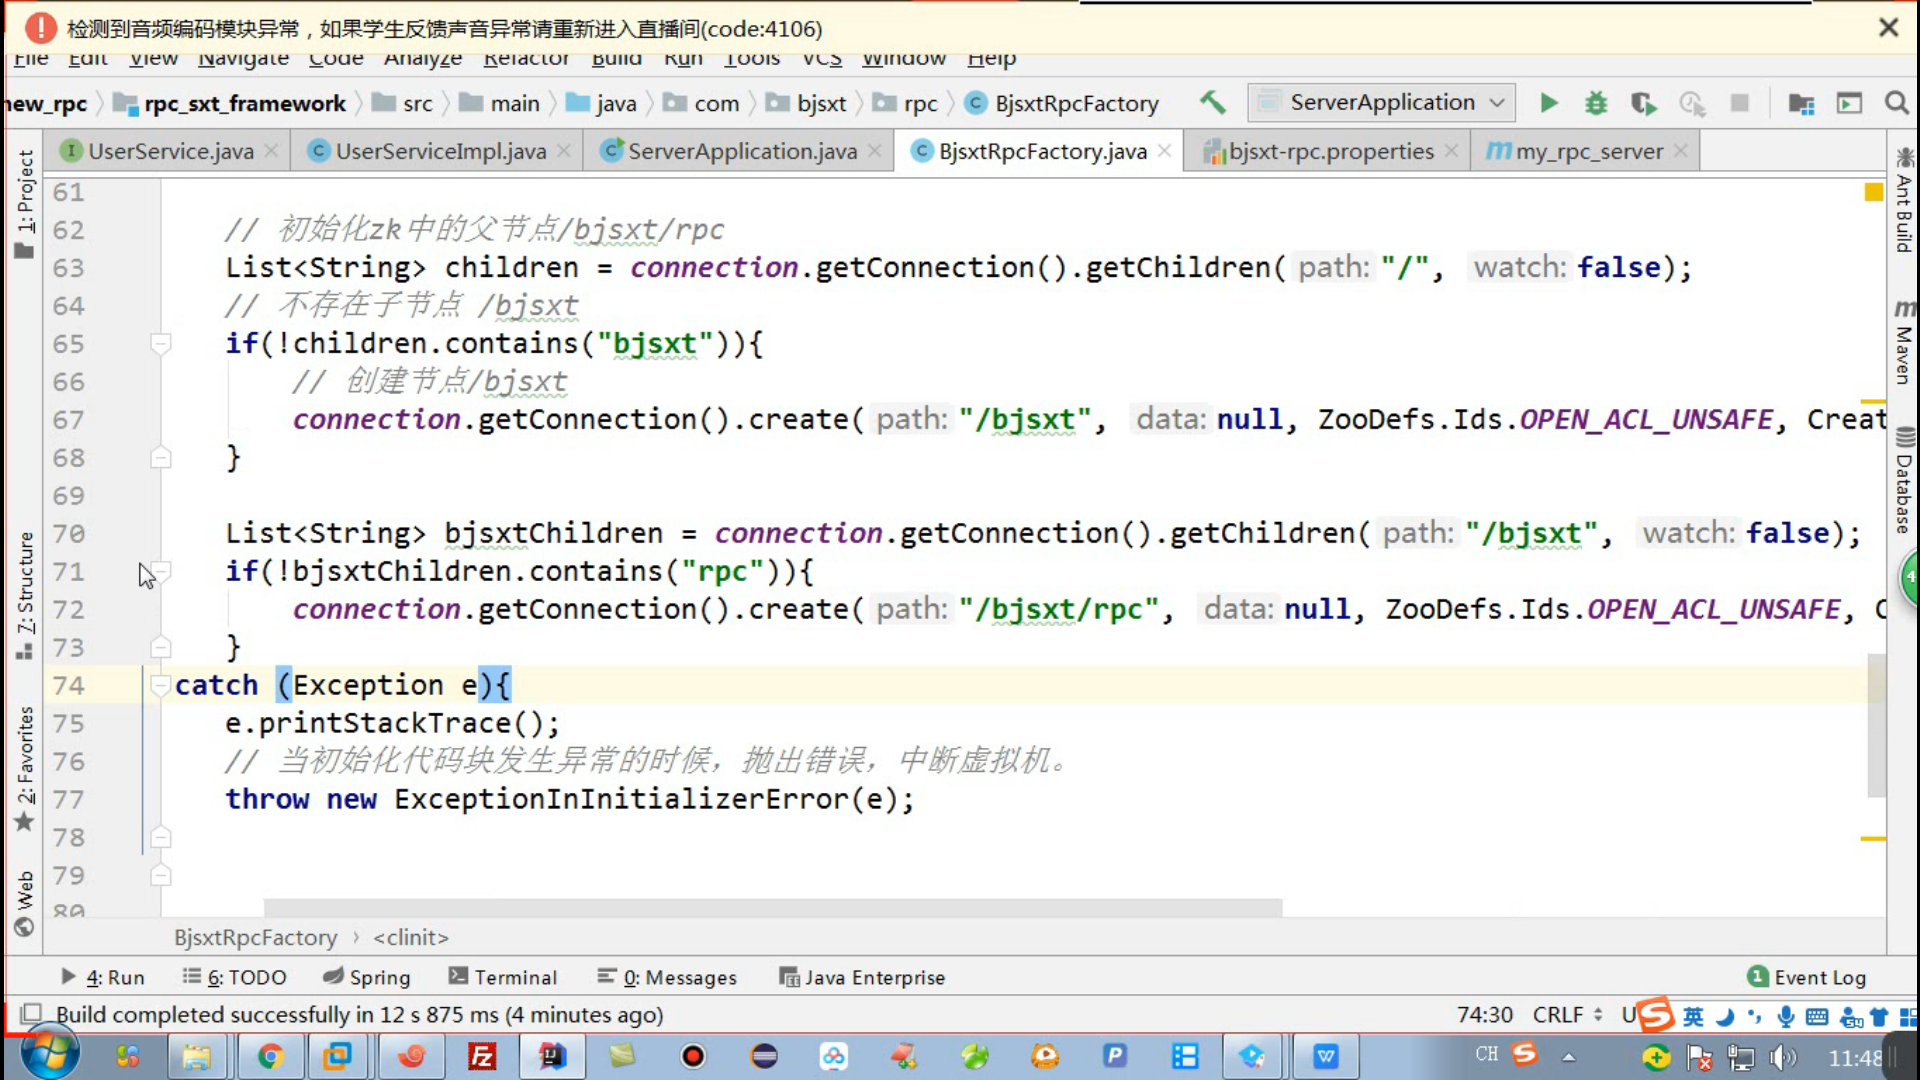 检测到音频编码模块异常，如果学生反馈声音异常请重新进入直播间(code:4106)
File Edit View Navigate Code Analyze Refactor Build Run Tools VCS Window Help
new_rpc rpc_sxt_framework src main java com bjsxt rpc BjsxtRpcFactory ServerApplication
UserService.java UserServiceImpl.java ServerApplication.java BjsxtRpcFactory.java bjsxt-rpc.properties my_rpc_server
1: Project
7: Structure
2: Favorites
Web
61
62 // 初始化zk中的父节点/bjsxt/rpc
63 List<String> children = connection.getConnection().getChildren( path: "/", watch: false);
64 // 不存在子节点 /bjsxt
65 if(!children.contains("bjsxt")){
66 // 创建节点/bjsxt
67 connection.getConnection().create( path: "/bjsxt", data: null, ZooDefs.Ids.OPEN_ACL_UNSAFE, Creat
68 }
69
70 List<String> bjsxtChildren = connection.getConnection().getChildren( path: "/bjsxt", watch: false);
71 if(!bjsxtChildren.contains("rpc")){
72 connection.getConnection().create( path: "/bjsxt/rpc", data: null, ZooDefs.Ids.OPEN_ACL_UNSAFE, C
73 }
74 catch (Exception e){
75 e.printStackTrace();
76 // 当初始化代码块发生异常的时候，抛出错误，中断虚拟机。
77 throw new ExceptionInInitializerError(e);
78
79
80
Ant Build
Maven
Database
4
BjsxtRpcFactory <clinit>
4: Run 6: TODO Spring Terminal 0: Messages Java Enterprise 1 Event Log
Build completed successfully in 12 s 875 ms (4 minutes ago) 74:30 CRLF U 英
CH 11:48